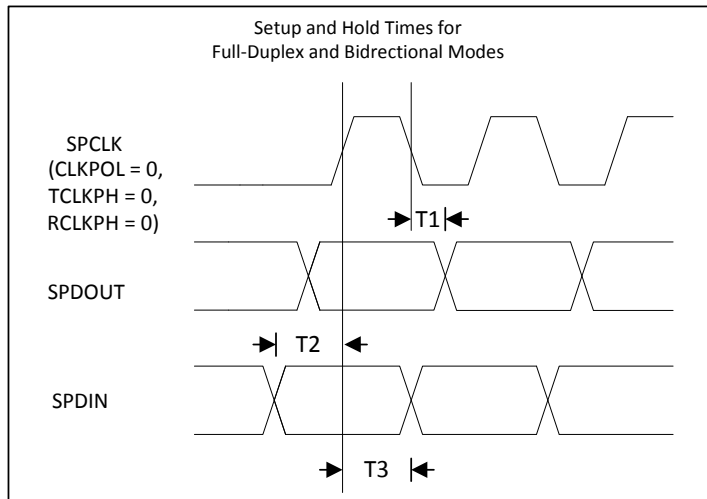 Setup and Hold Times for
Full-Duplex and Bidrectional Modes
SPCLK
(CLKPOL = 0,
TCLKPH = 0,
RCLKPH = 0)
T1
SPDOUT
T2
SPDIN
T3